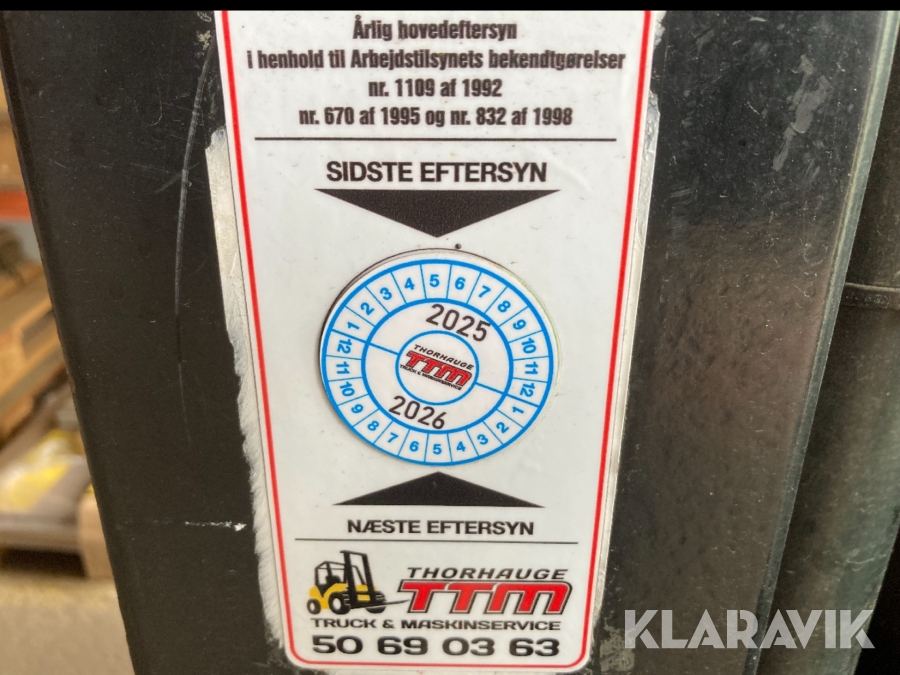 Årlig hovedeftersyn
i henhold til Arbejdstilsynets bekendtgørelser
nr. 1109 af 1992
nr. 670 af 1995 og nr. 832 af 1998
SIDSTE EFTERSYN
1 2 3 4 5 6 7 8 9 10 11 12
2025
THORHAUGE
TTM
TRUCK & MASKINSERVICE
2026
12 11 10 9 8 7 6 5 4 3 2 1
NÆSTE EFTERSYN
THORHAUGE
TTM
TRUCK & MASKINSERVICE
50 69 03 63
KLARAVIK